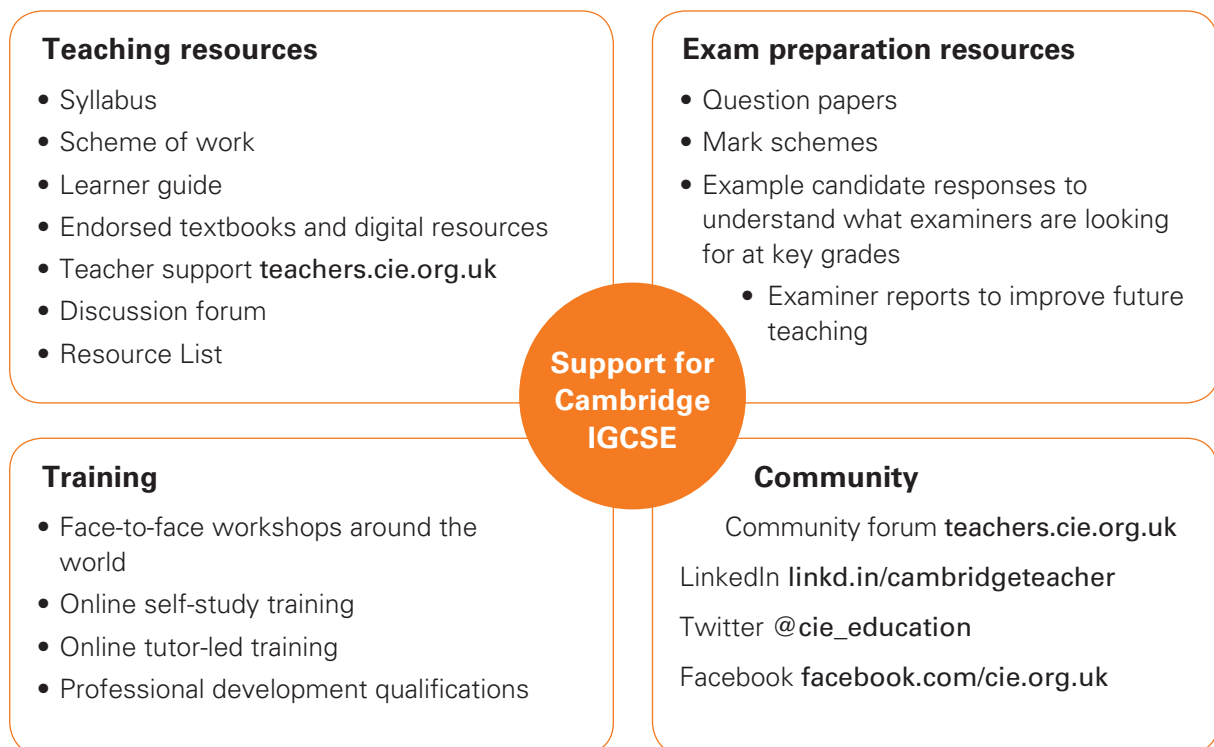 Teaching resources
• Syllabus
• Scheme of work
• Learner guide
• Endorsed textbooks and digital resources
• Teacher support teachers.cie.org.uk
• Discussion forum
• Resource List
Exam preparation resources
• Question papers
• Mark schemes
• Example candidate responses to
understand what examiners are looking
for at key grades
• Examiner reports to improve future
teaching
Support for
Cambridge
IGCSE
Training
• Face-to-face workshops around the
world
• Online self-study training
• Online tutor-led training
• Professional development qualifications
Community
Community forum teachers.cie.org.uk
LinkedIn linkd.in/cambridgeteacher
Twitter @cie_education
Facebook facebook.com/cie.org.uk